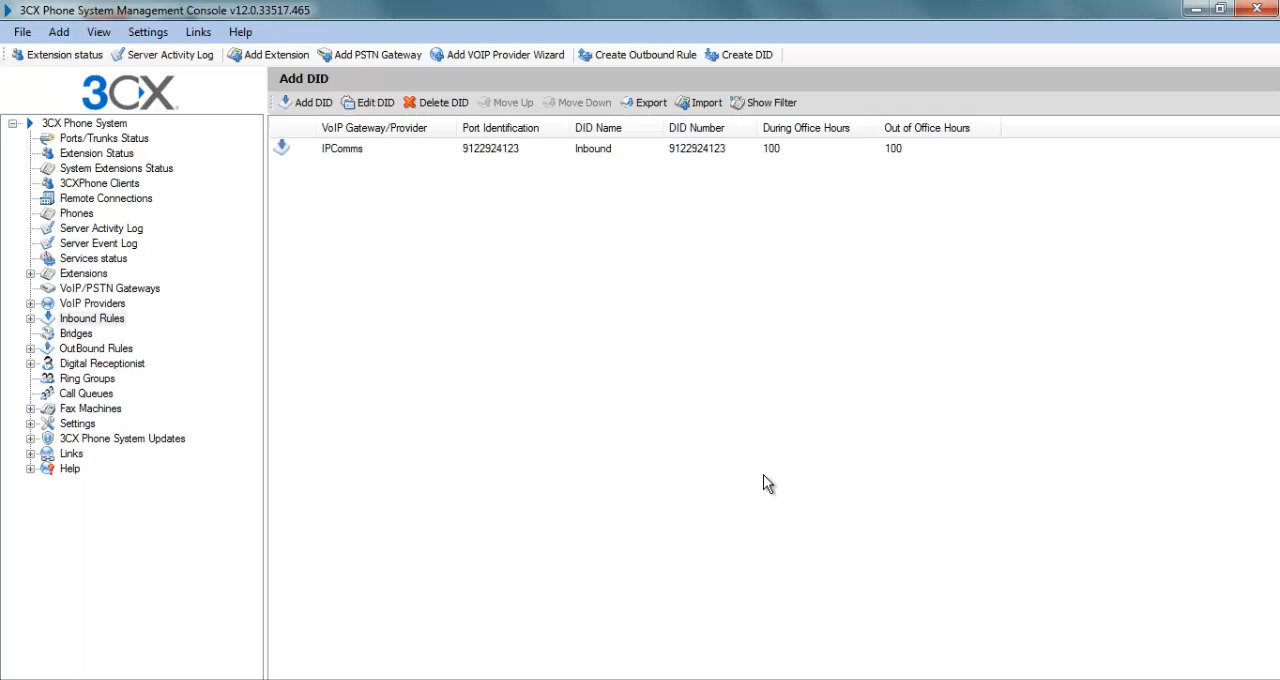 3CX Phone System Management Console v12.0.33517.465
File Add View Settings Links Help
Extension status Server Activity Log Add Extension Add PSTN Gateway Add VOIP Provider Wizard Create Outbound Rule Create DID
3CX
3CX Phone System
Ports/Trunks Status
Extension Status
System Extensions Status
3CXPhone Clients
Remote Connections
Phones
Server Activity Log
Server Event Log
Services status
Extensions
VoIP/PSTN Gateways
VoIP Providers
Inbound Rules
Bridges
OutBound Rules
Digital Receptionist
Ring Groups
Call Queues
Fax Machines
Settings
3CX Phone System Updates
Links
Help
Add DID
Add DID Edit DID Delete DID Move Up Move Down Export Import Show Filter
VoIP Gateway/Provider Port Identification DID Name DID Number During Office Hours Out of Office Hours
IPComms 9122924123 Inbound 9122924123 100 100